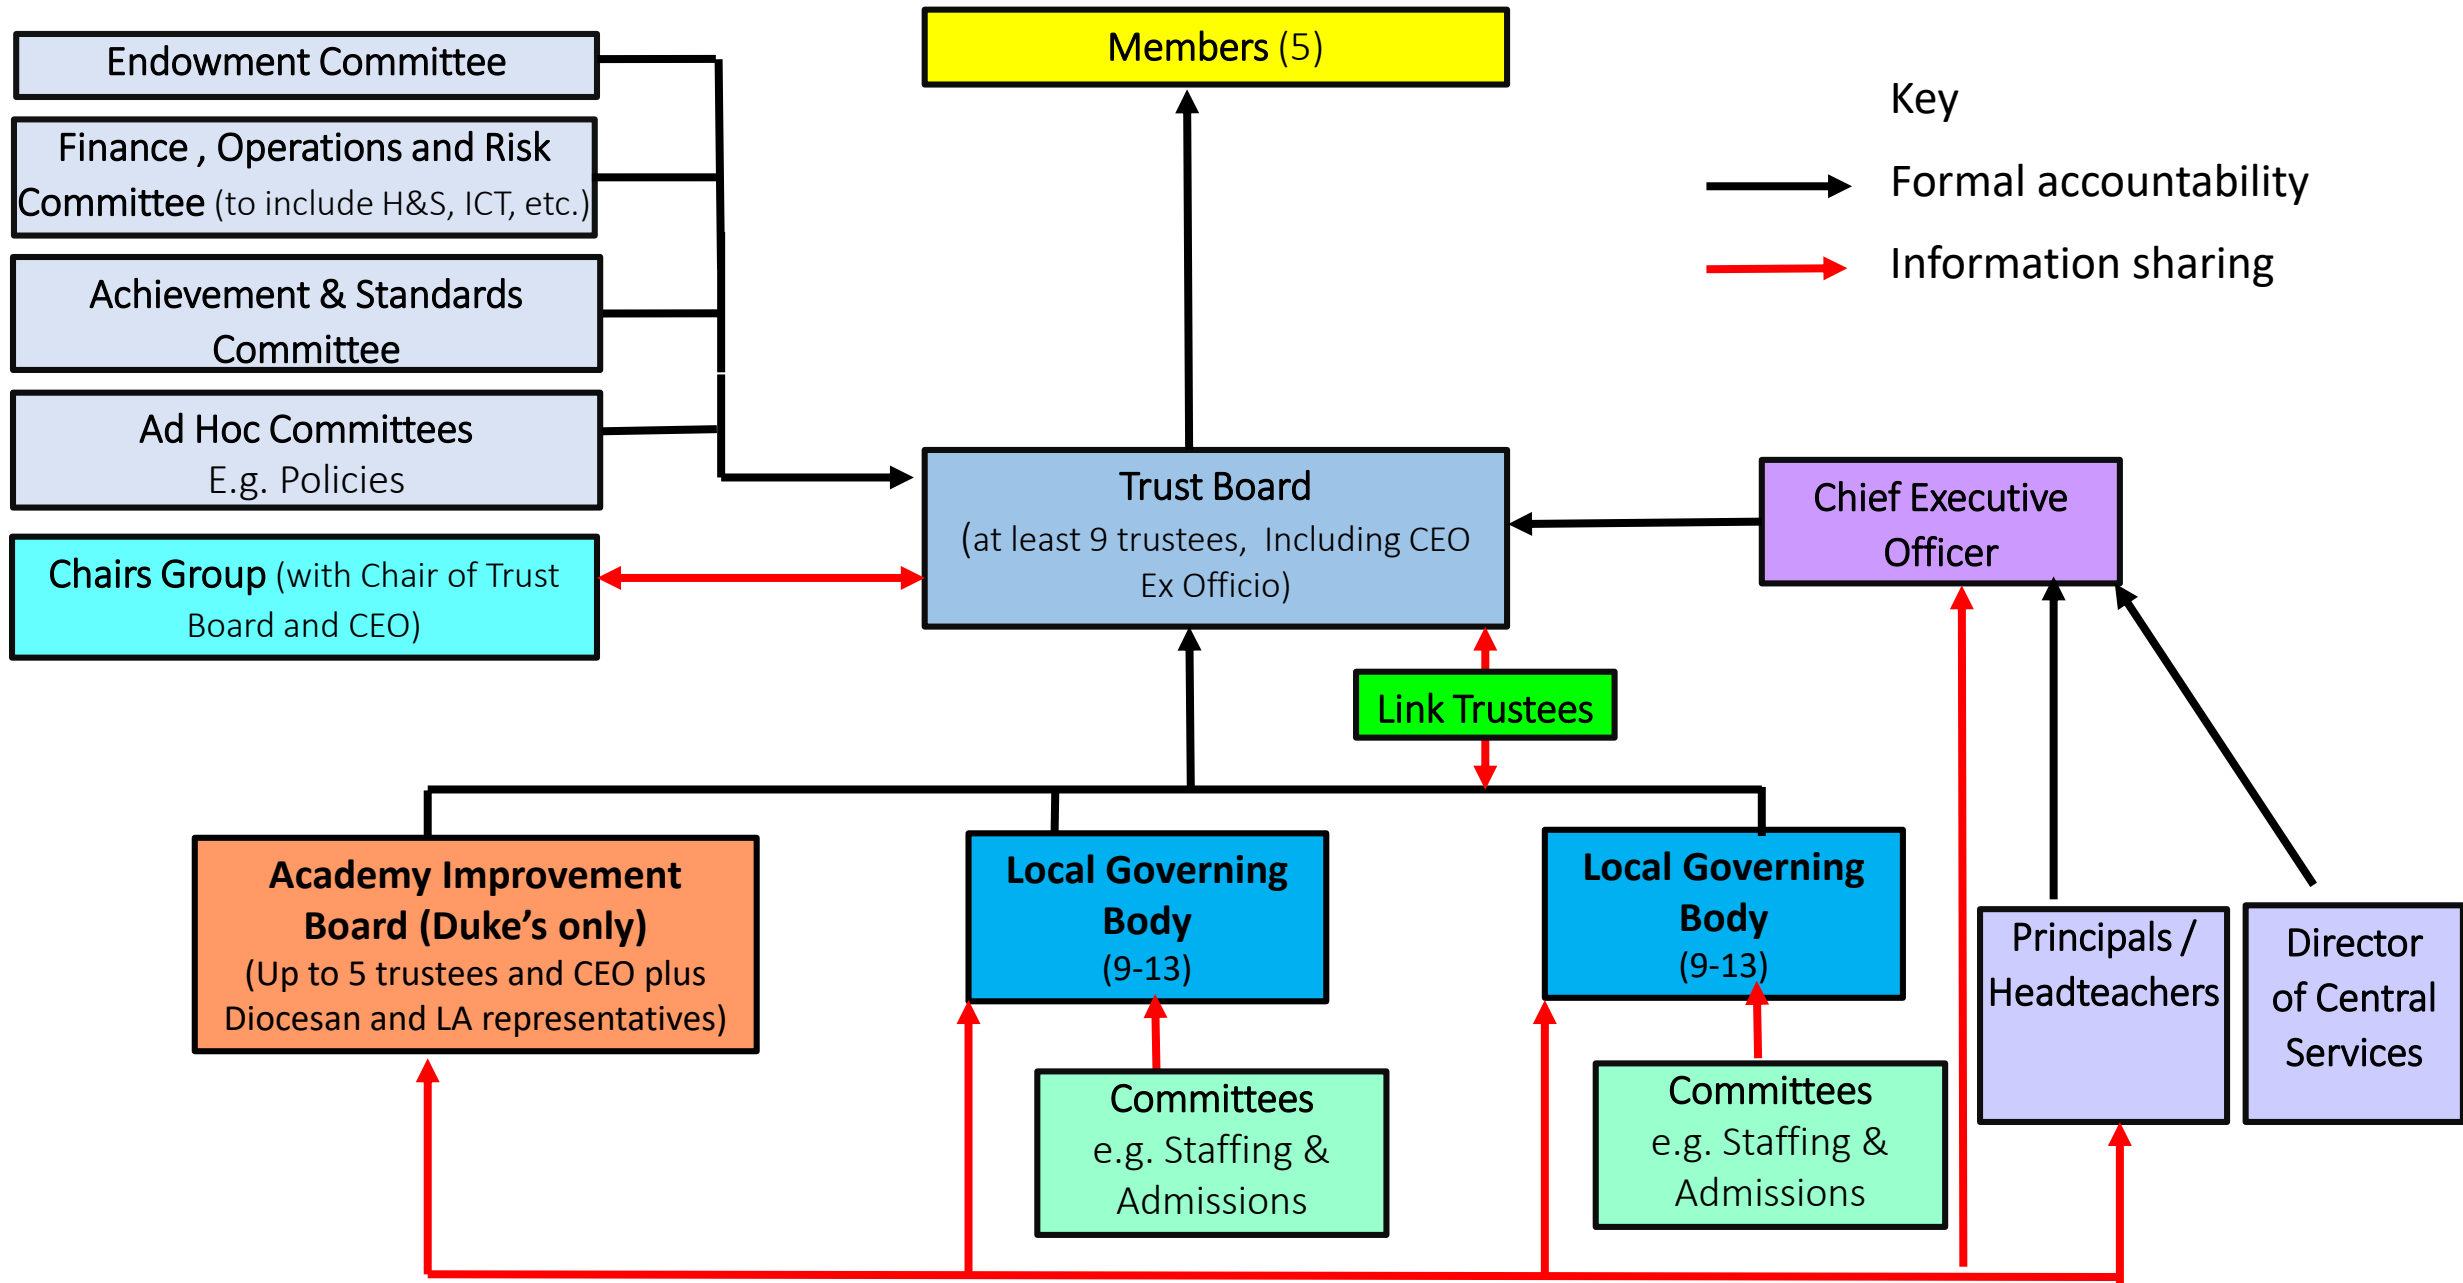 Endowment Committee
Finance , Operations and Risk
Committee (to include H&S, ICT, etc.)
Achievement & Standards
Committee
Ad Hoc Committees
E.g. Policies
Chairs Group (with Chair of Trust
Board and CEO)
Members (5)
Key
Formal accountability
Information sharing
Trust Board
(at least 9 trustees, Including CEO
Ex Officio)
Chief Executive
Officer
Link Trustees
Academy Improvement
Board (Duke’s only)
(Up to 5 trustees and CEO plus
Diocesan and LA representatives)
Local Governing
Body
(9-13)
Local Governing
Body
(9-13)
Principals /
Headteachers
Director
of Central
Services
Committees
e.g. Staffing &
Admissions
Committees
e.g. Staffing &
Admissions